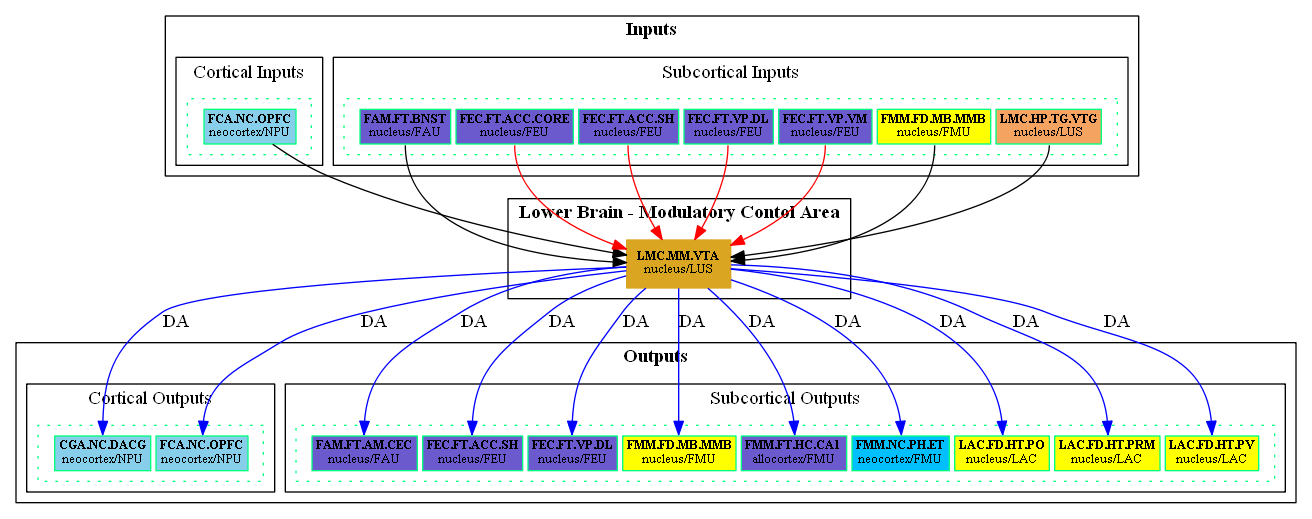 Inputs
Cortical Inputs
Subcortical Inputs
FCA.NC.OPFC
neocortex/NPU
FAM.FT.BNST
nucleus/FAU
FEC.FT.ACC.CORE
nucleus/FEU
FEC.FT.ACC.SH
nucleus/FEU
FEC.FT.VP.DL
nucleus/FEU
FEC.FT.VP.VM
nucleus/FEU
FMM.FD.MB.MMB
nucleus/FMU
LMC.HP.TG.VTG
nucleus/LUS
Lower Brain - Modulatory Contol Area
LMC.MM.VTA
nucleus/LUS
DA
DA
DA
DA
DA
DA
DA
DA
DA
DA
DA
Outputs
Cortical Outputs
Subcortical Outputs
CGA.NC.DACG
neocortex/NPU
FCA.NC.OPFC
neocortex/NPU
FAM.FT.AM.CEC
nucleus/FAU
FEC.FT.ACC.SH
nucleus/FEU
FEC.FT.VP.DL
nucleus/FEU
FMM.FD.MB.MMB
nucleus/FMU
FMM.FT.HC.CA1
allocortex/FMU
FMM.NC.PH.ET
neocortex/FMU
LAC.FD.HT.PO
nucleus/LAC
LAC.FD.HT.PRM
nucleus/LAC
LAC.FD.HT.PV
nucleus/LAC